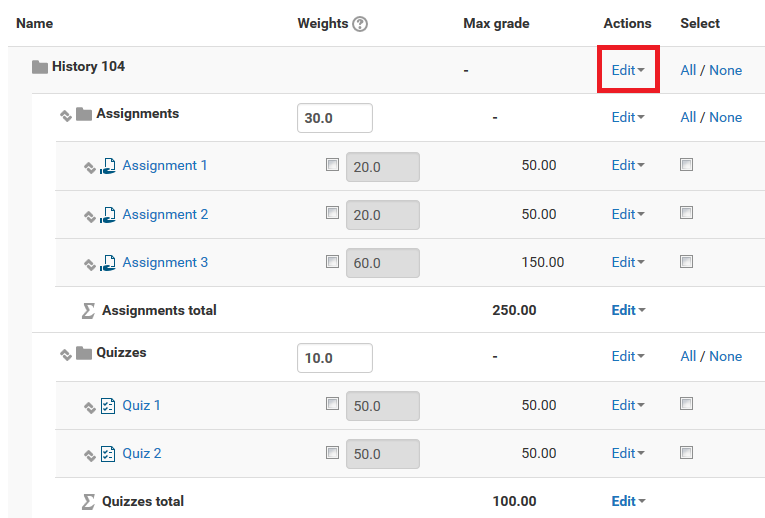 Name Weights ? Max grade Actions Select
History 104 - Edit All / None
Assignments 30.0 - Edit All / None
Assignment 1 20.0 50.00 Edit
Assignment 2 20.0 50.00 Edit
Assignment 3 60.0 150.00 Edit
Σ Assignments total 250.00 Edit
Quizzes 10.0 - Edit All / None
Quiz 1 50.0 50.00 Edit
Quiz 2 50.0 50.00 Edit
Σ Quizzes total 100.00 Edit